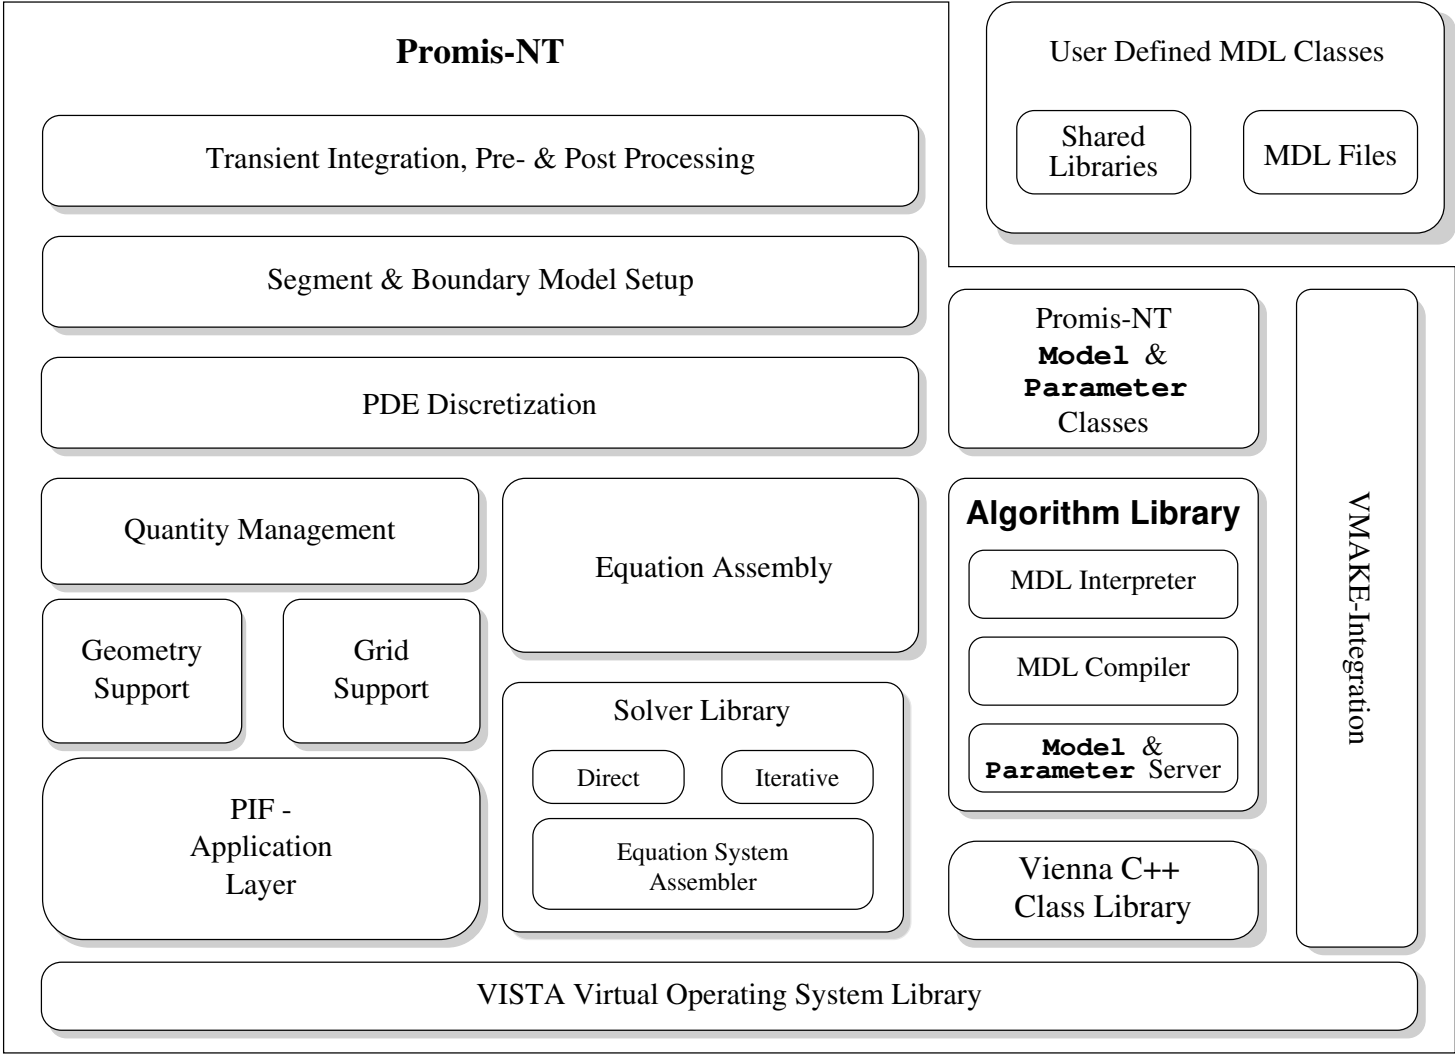 Promis-NT
Transient Integration, Pre- & Post Processing
Segment & Boundary Model Setup
PDE Discretization
Quantity Management
Geometry
Support
Grid
Support
PIF -
Application
Layer
Equation Assembly
Solver Library
Direct
Iterative
Equation System
Assembler
User Defined MDL Classes
Shared
Libraries
MDL Files
Promis-NT
Model &
Parameter
Classes
Algorithm Library
MDL Interpreter
MDL Compiler
Model &
Parameter Server
Vienna C++
Class Library
VMAKE-Integration
VISTA Virtual Operating System Library